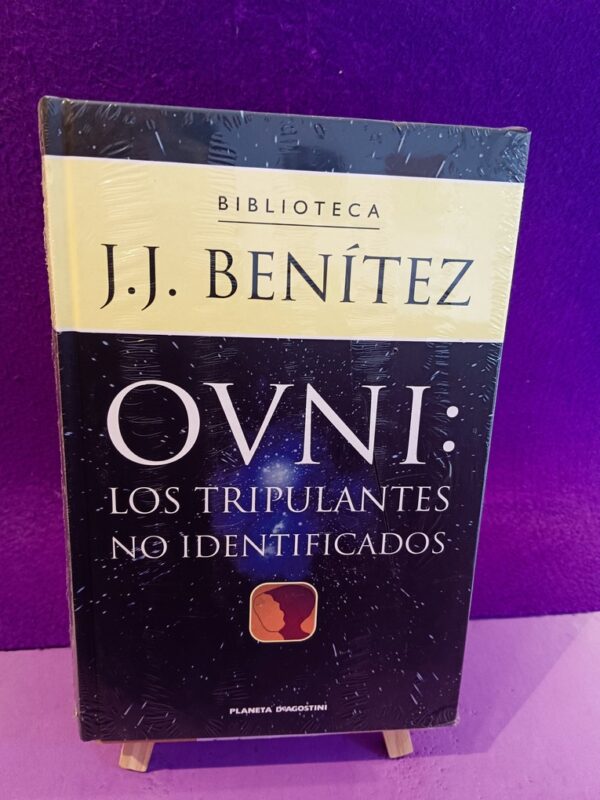 BIBLIOTECA
J.J. BENÍTEZ
OVNI:
LOS TRIPULANTES
NO IDENTIFICADOS
PLANETA DEAGOSTINI